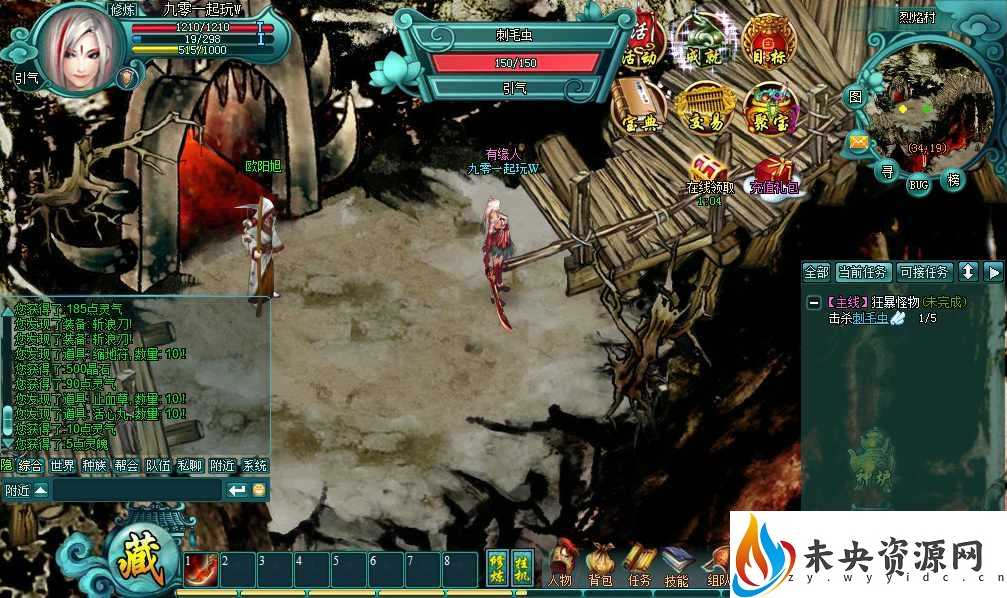 修炼
九零一起玩W
1210/1210
19/298
515/1000
引气
刺毛虫
150/150
引气
活动
成就
目标
宝典
交易
聚宝
在线领取
1:04
充值礼包
烈焰村
图
(34,19)
寻
BUG
榜
欧阳旭
有缘人
九零一起玩W
全部 当前任务 可接任务
【主线】狂暴怪物(未完成)
击杀刺毛虫 1/5
您获得了:185点灵气
您发现了装备:斩浪刀!
您发现了装备:斩浪刀!
您发现了道具:缩地符, 数量: 10!
您获得了:500晶石
您获得了:90点灵气
您发现了道具:止血草, 数量: 10!
您发现了道具:活心丸, 数量: 10!
您获得了:10点灵气
您获得了:5点灵魄
隐 综合 世界 种族 帮会 队伍 私聊 附近 系统
附近
藏
1 2 3 4 5 6 7 8
修炼
挂机
人物 背包 任务 技能 组队
未央资源网
zy.wyyidc.cn